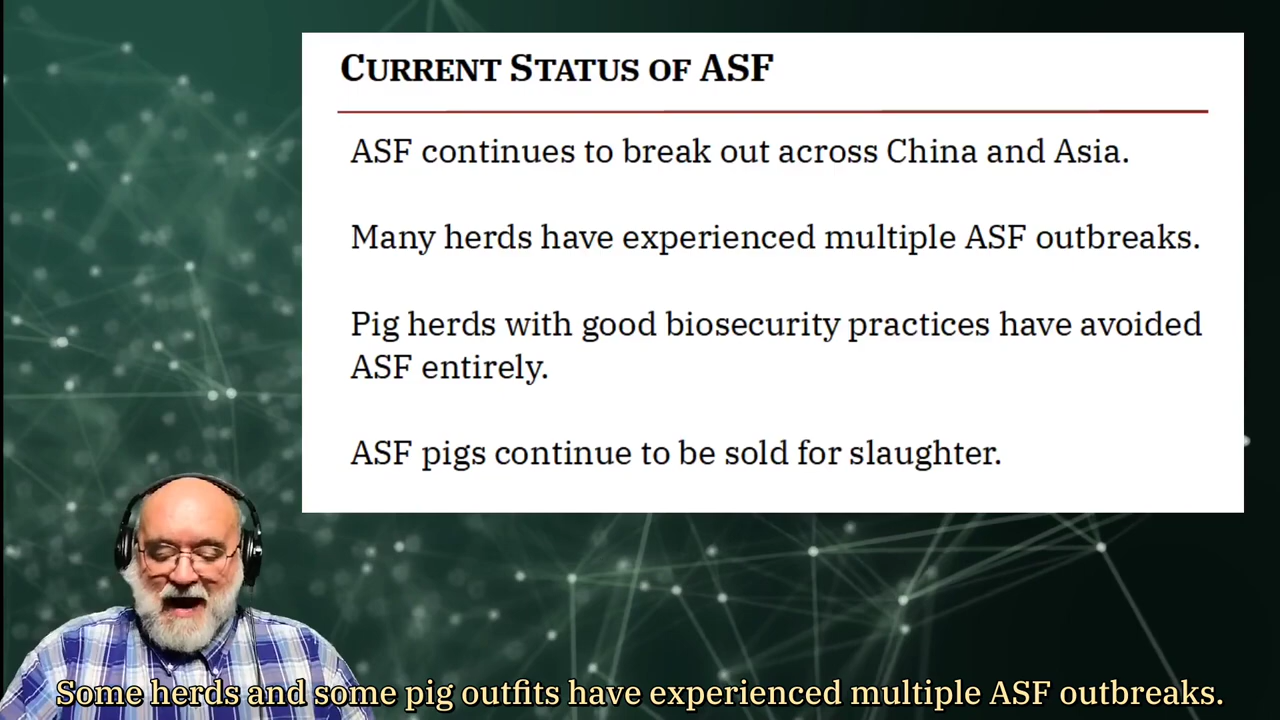 CURRENT STATUS OF ASF
ASF continues to break out across China and Asia.
Many herds have experienced multiple ASF outbreaks.
Pig herds with good biosecurity practices have avoided
ASF entirely.
ASF pigs continue to be sold for slaughter.
Some herds and some pig outfits have experienced multiple ASF outbreaks.